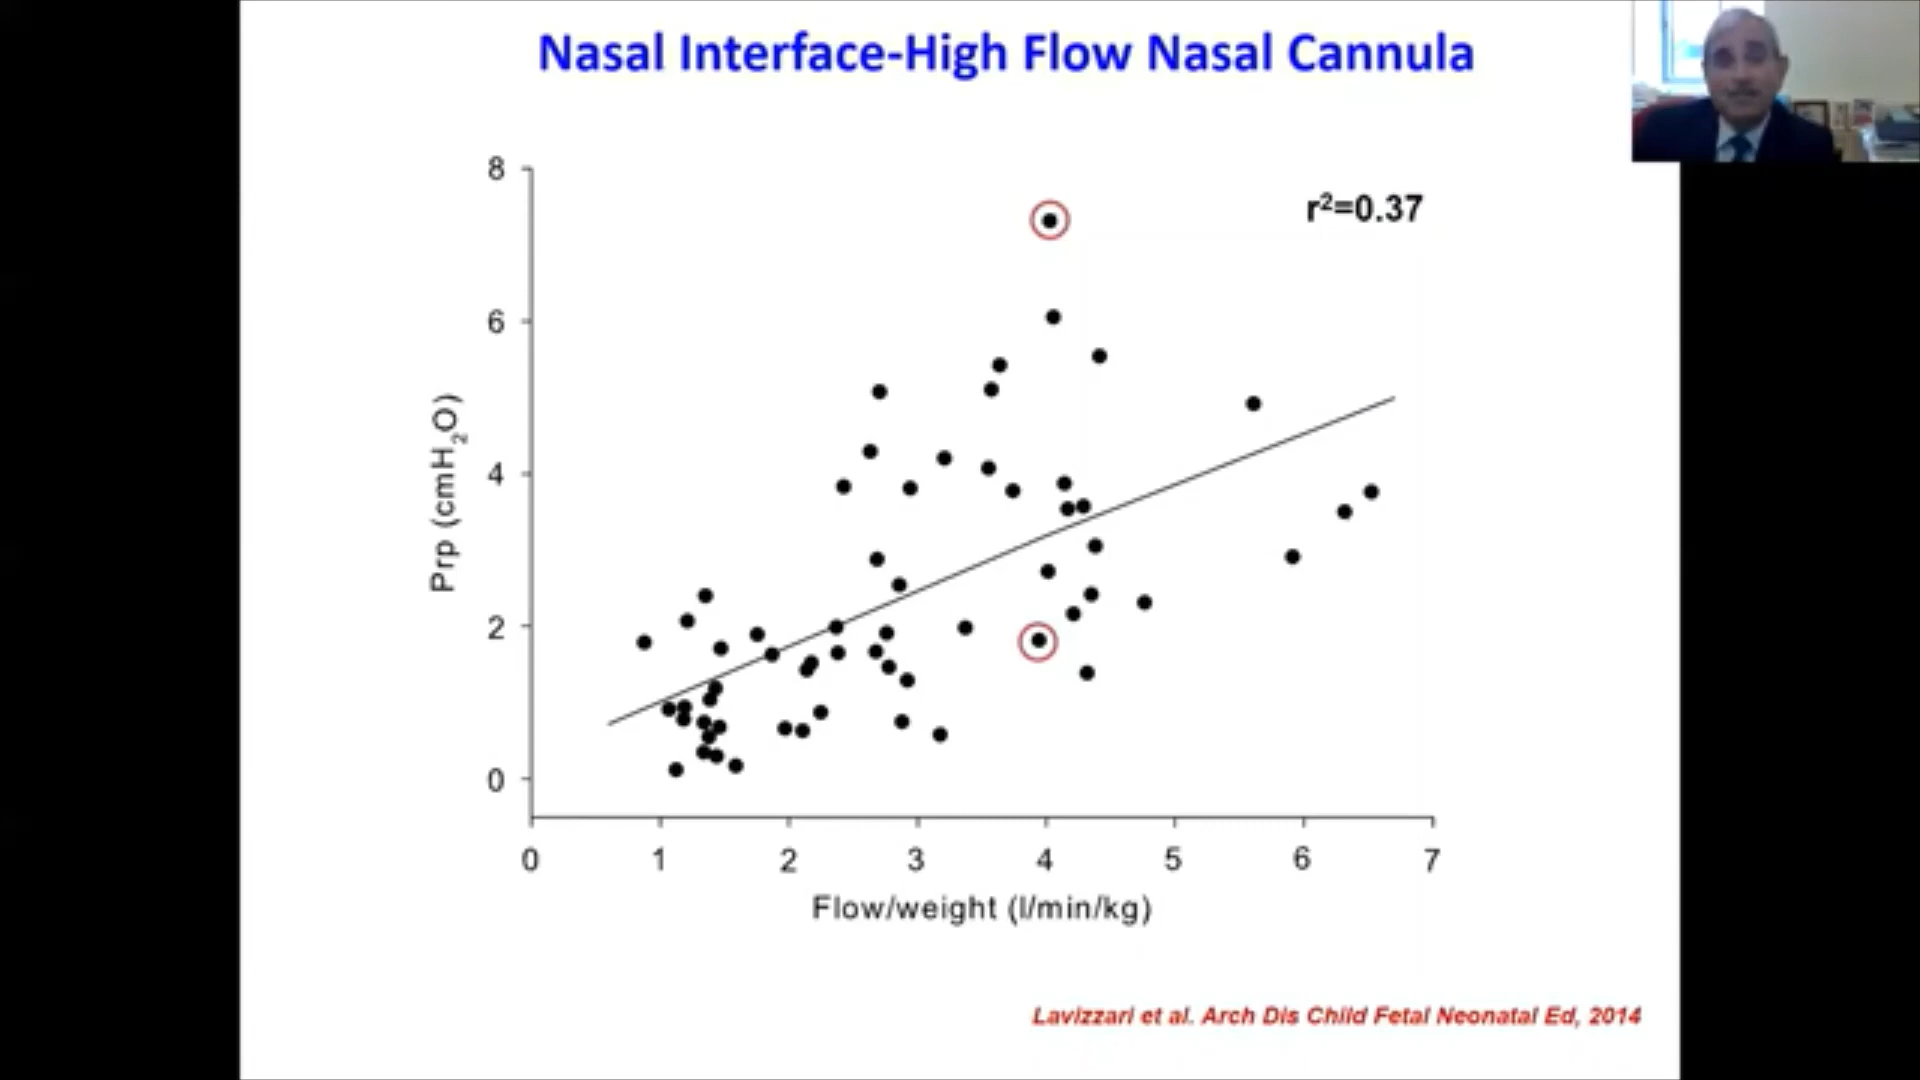 Nasal Interface-High Flow Nasal Cannula
r²=0.37
8
6
4
2
0
Prp (cmH₂O)
0 1 2 3 4 5 6 7
Flow/weight (l/min/kg)
Lavizzari et al. Arch Dis Child Fetal Neonatal Ed, 2014